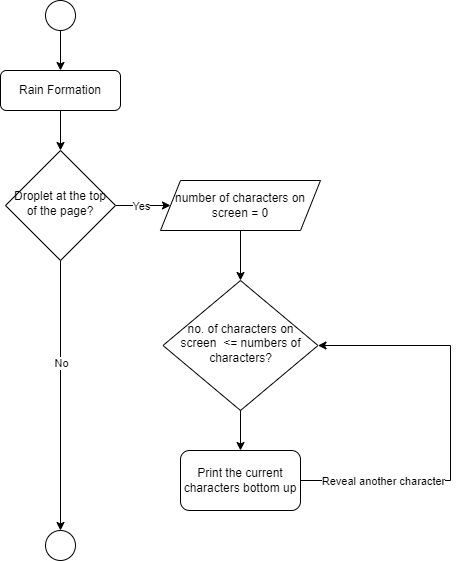 Rain Formation
Droplet at the top
of the page?
Yes
number of characters on
screen = 0
no. of characters on
screen <= numbers of
characters?
No
Print the current
characters bottom up
Reveal another character